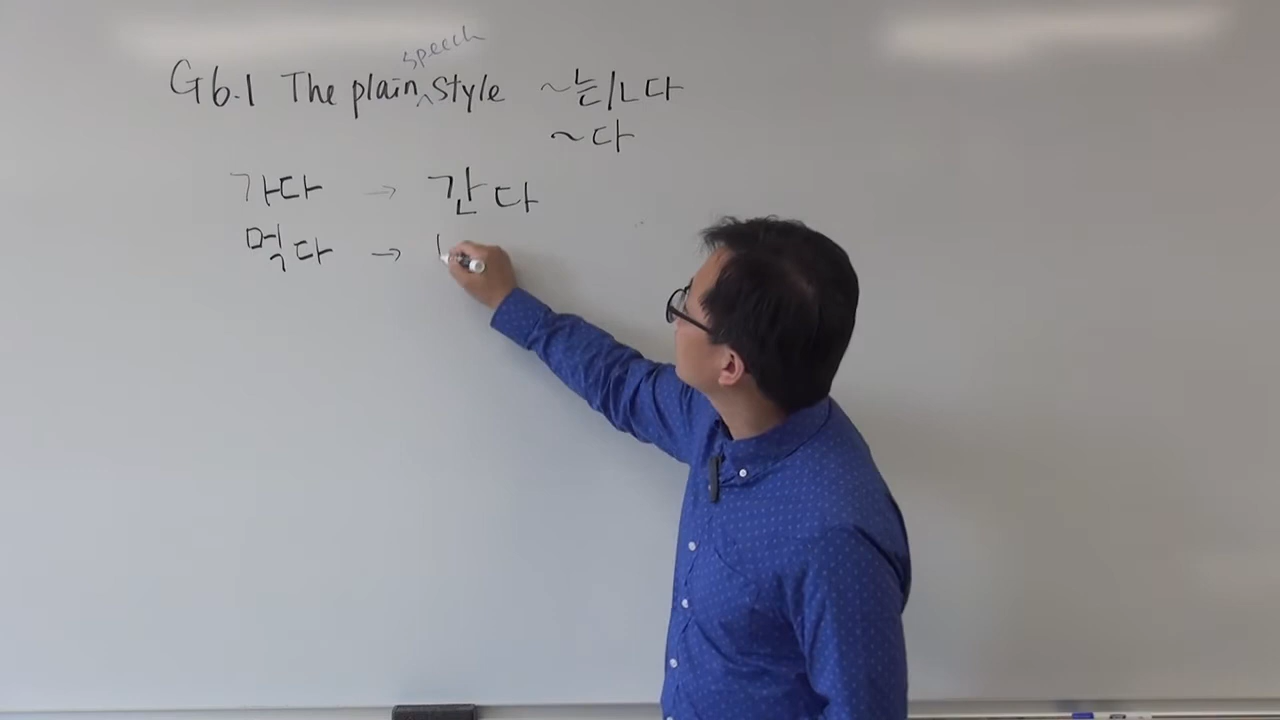 speech
G6.1 The plain ^ style ~는/ㄴ다
~다
가다 → 간다
먹다 →